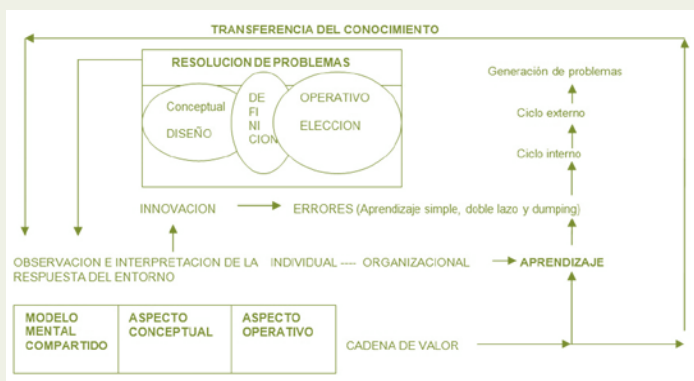 TRANSFERENCIA DEL CONOCIMIENTO
RESOLUCION DE PROBLEMAS
Conceptual
DISEÑO
DE
FI
NI
CION
OPERATIVO
ELECCION
Generación de problemas
Ciclo externo
Ciclo interno
INNOVACION
ERRORES (Aprendizaje simple, doble lazo y dumping)
OBSERVACION E INTERPRETACION DE LA
RESPUESTA DEL ENTORNO
INDIVIDUAL ---- ORGANIZACIONAL
APRENDIZAJE
MODELO
MENTAL
COMPARTIDO
ASPECTO
CONCEPTUAL
ASPECTO
OPERATIVO
CADENA DE VALOR